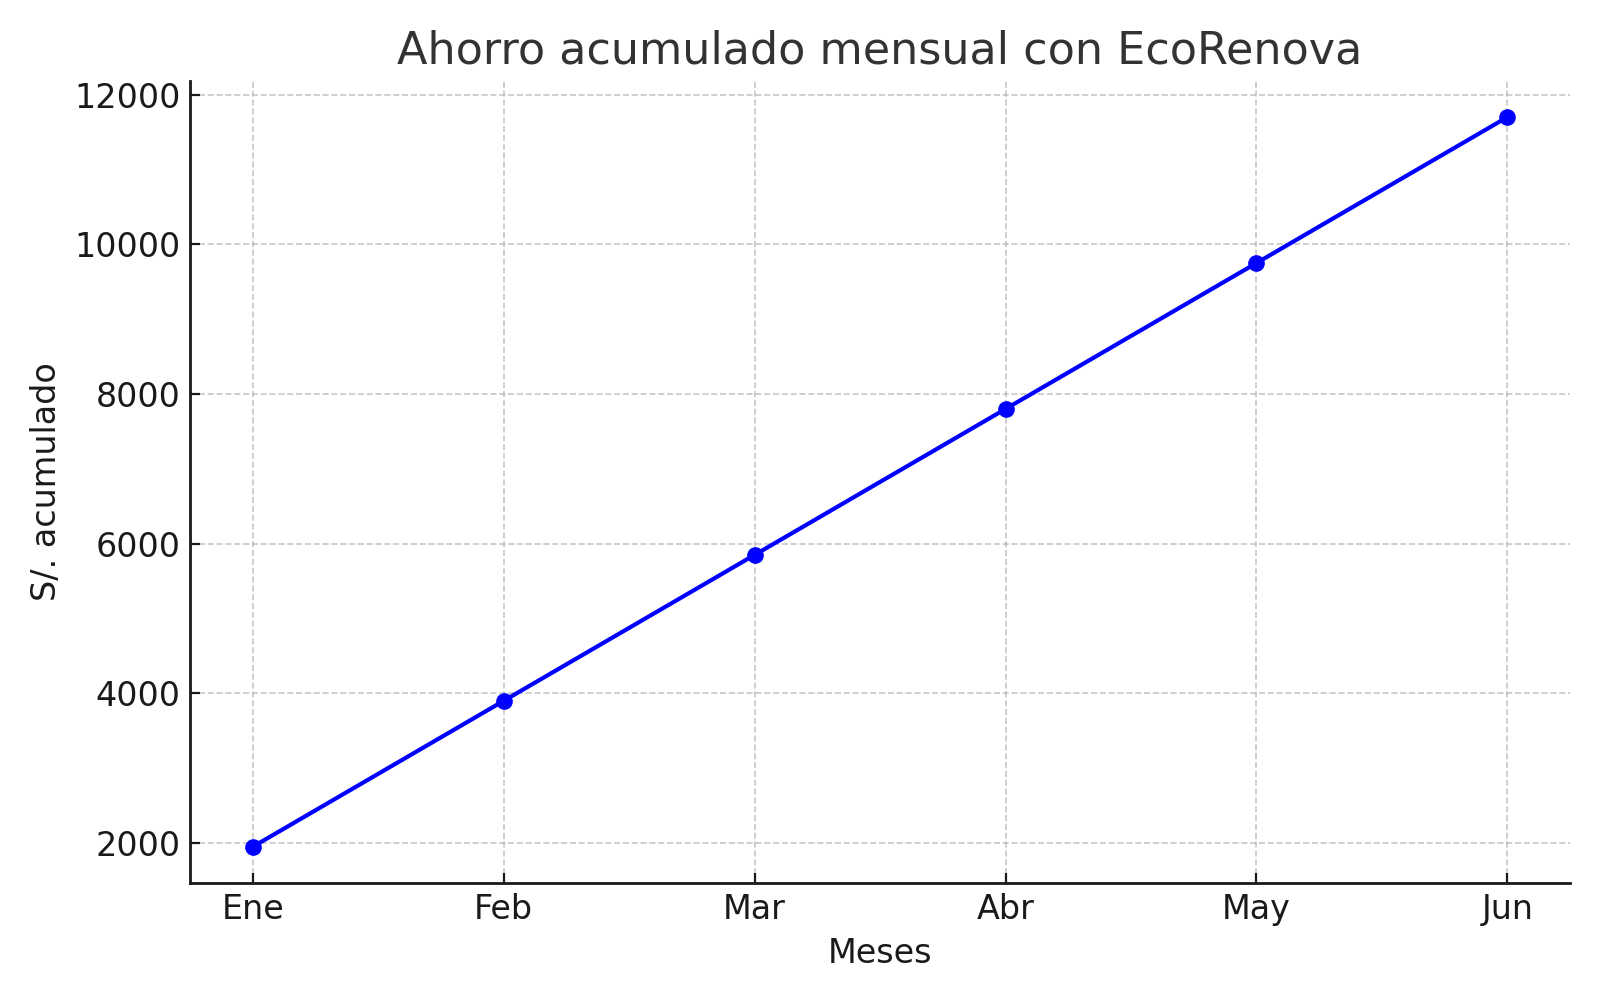 Ahorro acumulado mensual con EcoRenova
12000
10000
8000
6000
4000
2000
S/. acumulado
Ene Feb Mar Abr May Jun
Meses